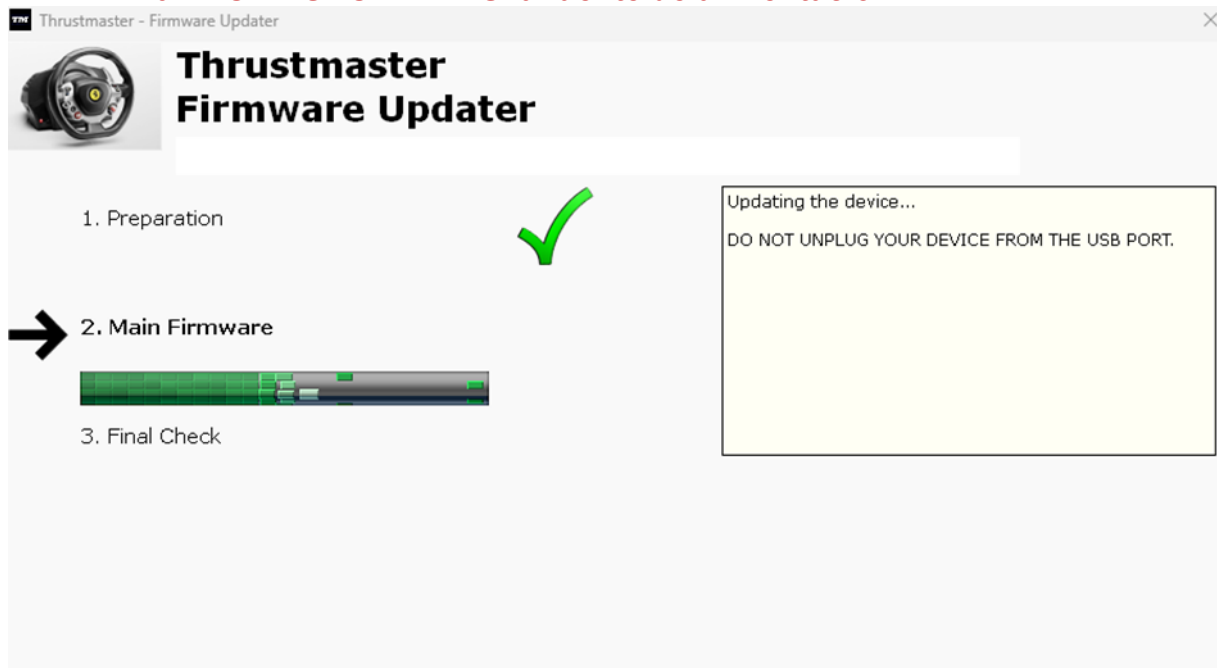 Thrustmaster - Firmware Updater
Thrustmaster
Firmware Updater
1. Preparation
Updating the device...
DO NOT UNPLUG YOUR DEVICE FROM THE USB PORT.
2. Main Firmware
3. Final Check